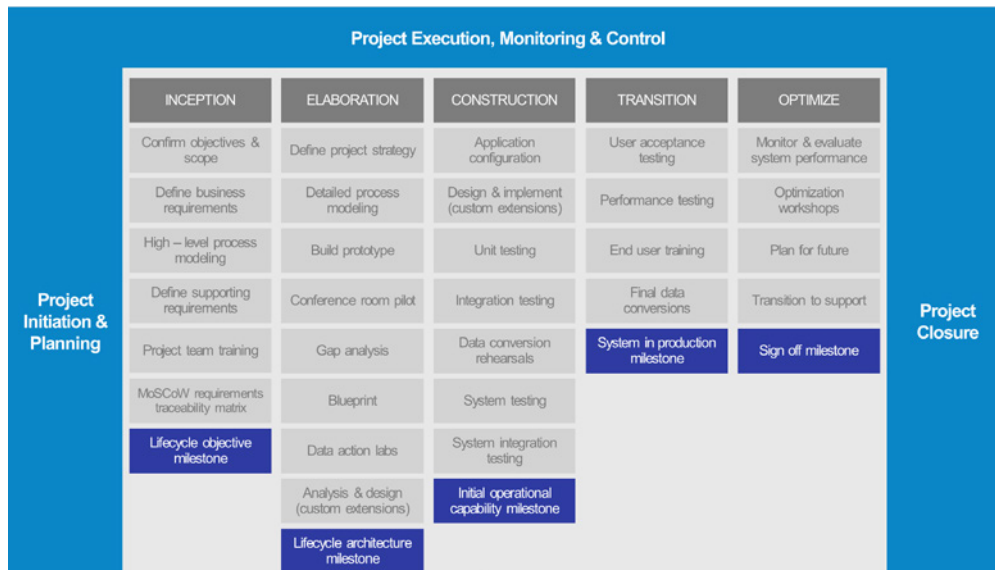 Project Execution, Monitoring & Control
Project
Initiation &
Planning
INCEPTION
Confirm objectives &
scope
Define business
requirements
High – level process
modeling
Define supporting
requirements
Project team training
MoSCoW requirements
traceability matrix
Lifecycle objective
milestone
ELABORATION
Define project strategy
Detailed process
modeling
Build prototype
Conference room pilot
Gap analysis
Blueprint
Data action labs
Analysis & design
(custom extensions)
Lifecycle architecture
milestone
CONSTRUCTION
Application
configuration
Design & implement
(custom extensions)
Unit testing
Integration testing
Data conversion
rehearsals
System testing
System integration
testing
Initial operational
capability milestone
TRANSITION
User acceptance
testing
Performance testing
End user training
Final data
conversions
System in production
milestone
OPTIMIZE
Monitor & evaluate
system performance
Optimization
workshops
Plan for future
Transition to support
Sign off milestone
Project
Closure